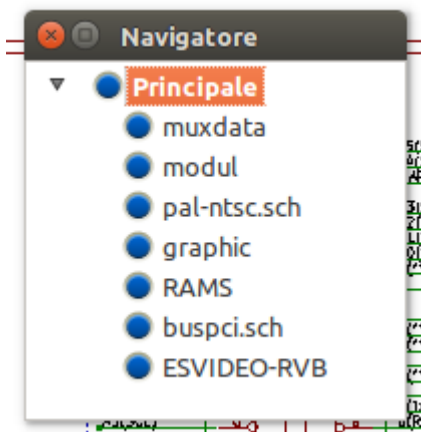 Navigatore
Principale
muxdata
modul
pal-ntsc.sch
graphic
RAMS
buspci.sch
ESVIDEO-RVB